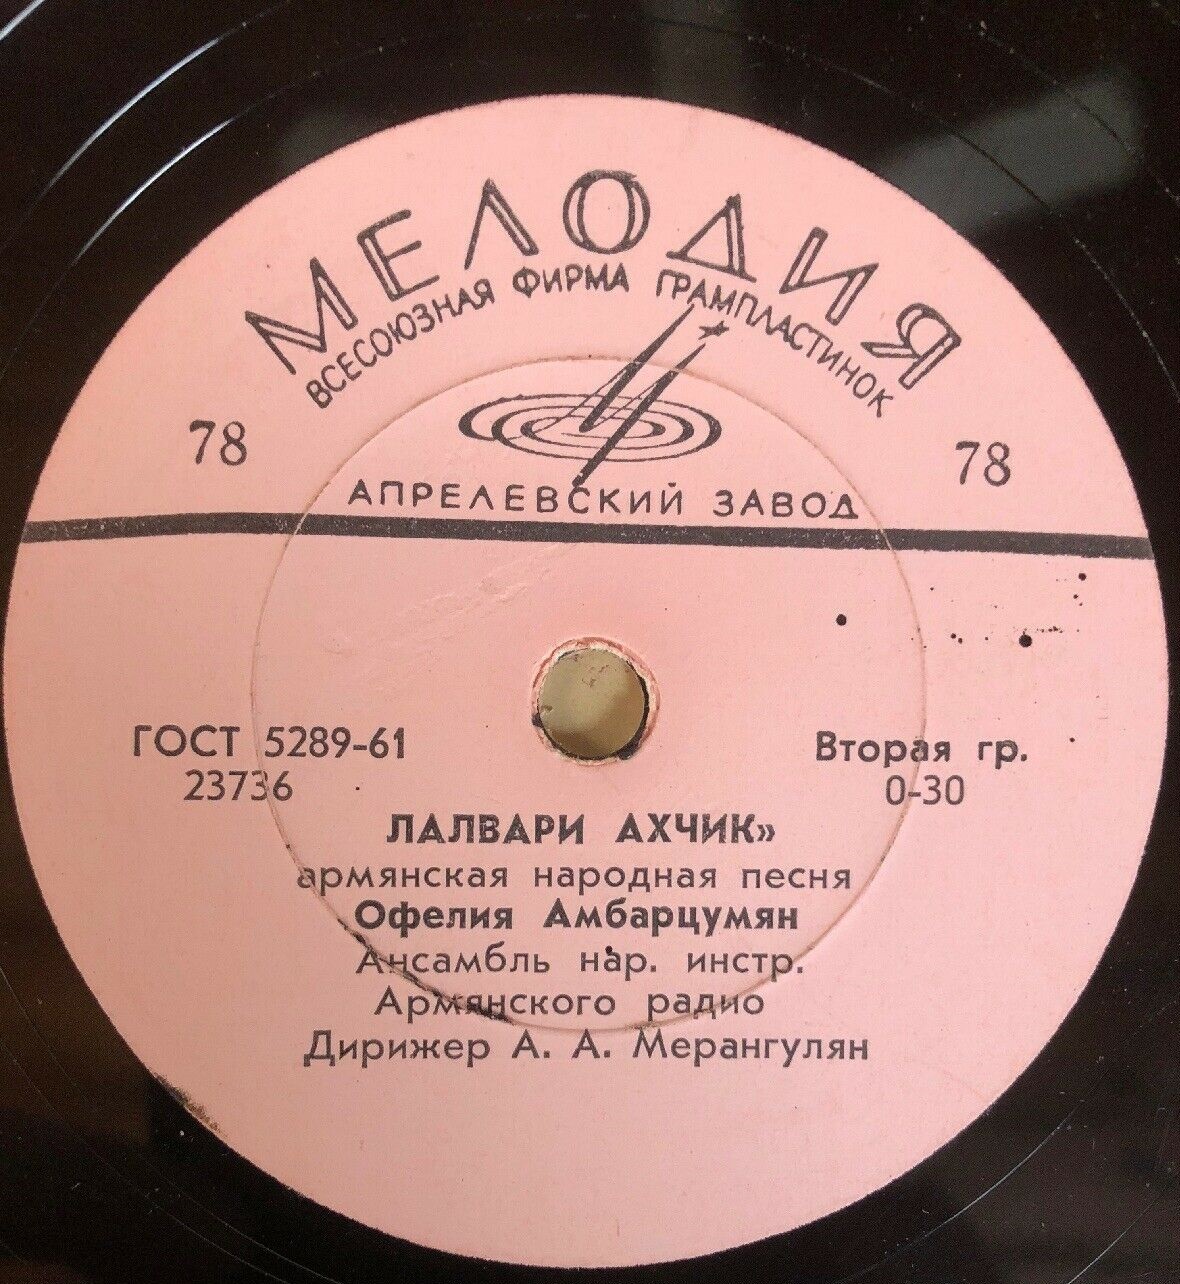 МЕЛОДИЯ
ВСЕСОЮЗНАЯ ФИРМА ГРАМПЛАСТИНОК
78 78
АПРЕЛЕВСКИЙ ЗАВОД
ГОСТ 5289-61 Вторая гр.
23736 0-30
ЛАЛВАРИ АХЧИК»
армянская народная песня
Офелия Амбарцумян
Ансамбль нар. инстр.
Армянского радио
Дирижер А. А. Мерангулян